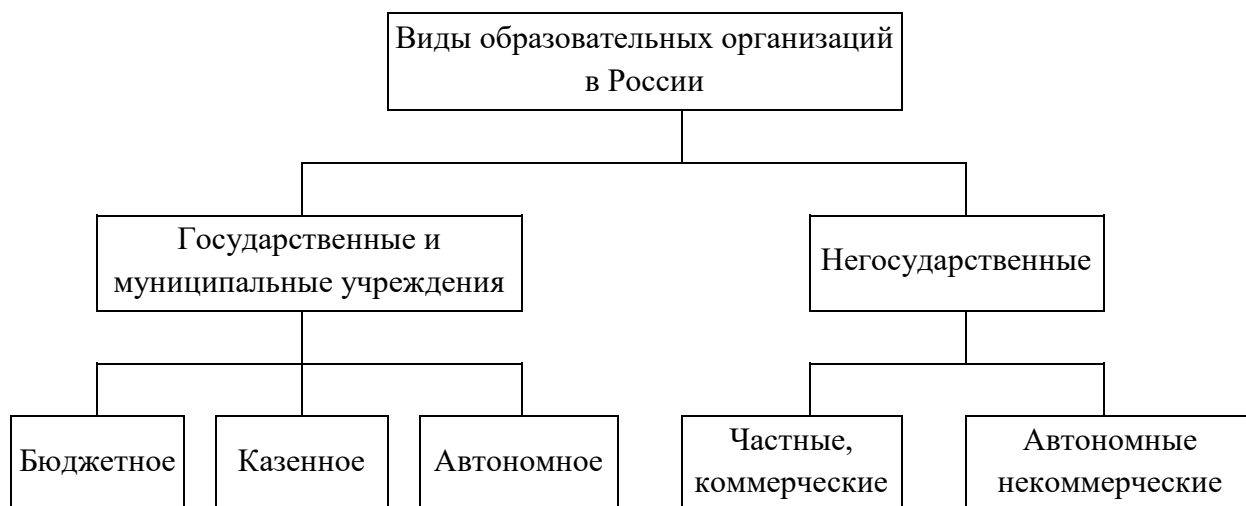 Виды образовательных организаций
в России
Государственные и
муниципальные учреждения
Негосударственные
Бюджетное
Казенное
Автономное
Частные,
коммерческие
Автономные
некоммерческие